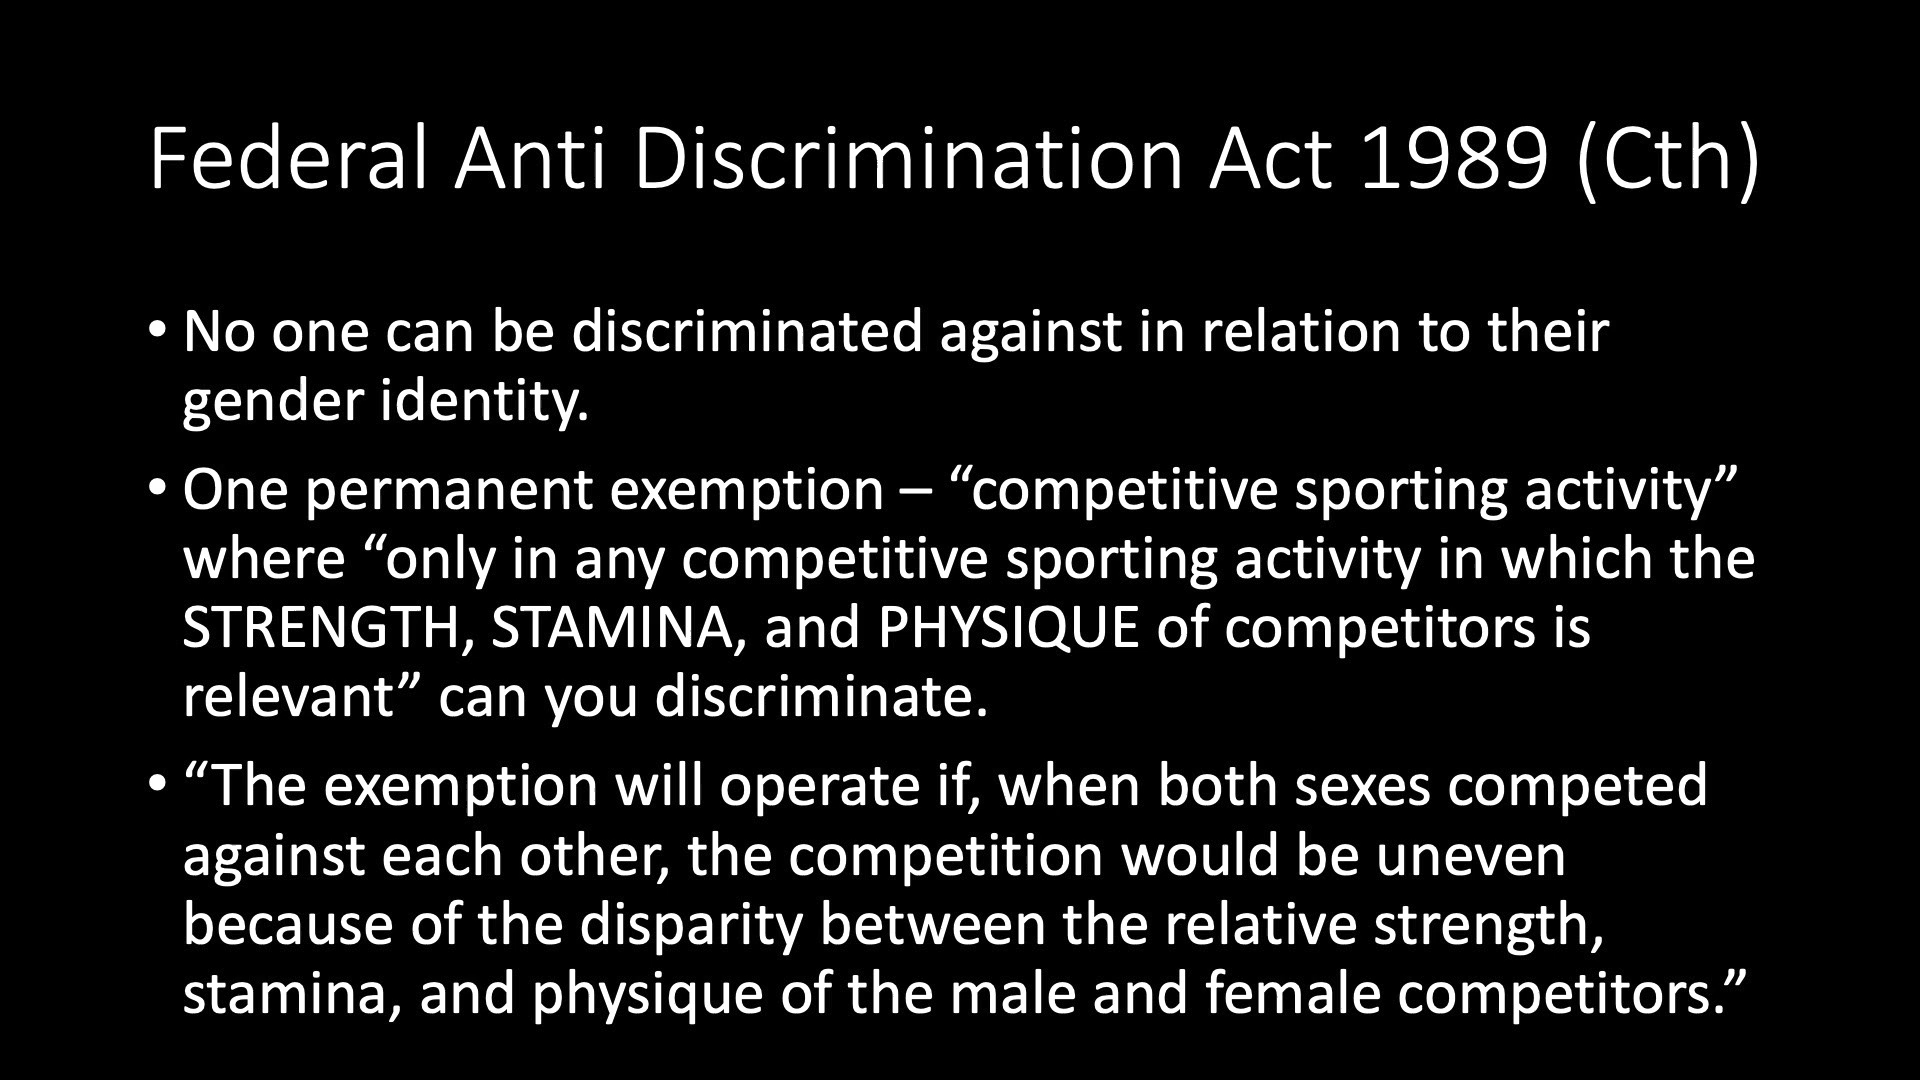 Federal Anti Discrimination Act 1989 (Cth)
• No one can be discriminated against in relation to their
gender identity.
• One permanent exemption – “competitive sporting activity”
where “only in any competitive sporting activity in which the
STRENGTH, STAMINA, and PHYSIQUE of competitors is
relevant” can you discriminate.
• “The exemption will operate if, when both sexes competed
against each other, the competition would be uneven
because of the disparity between the relative strength,
stamina, and physique of the male and female competitors.”